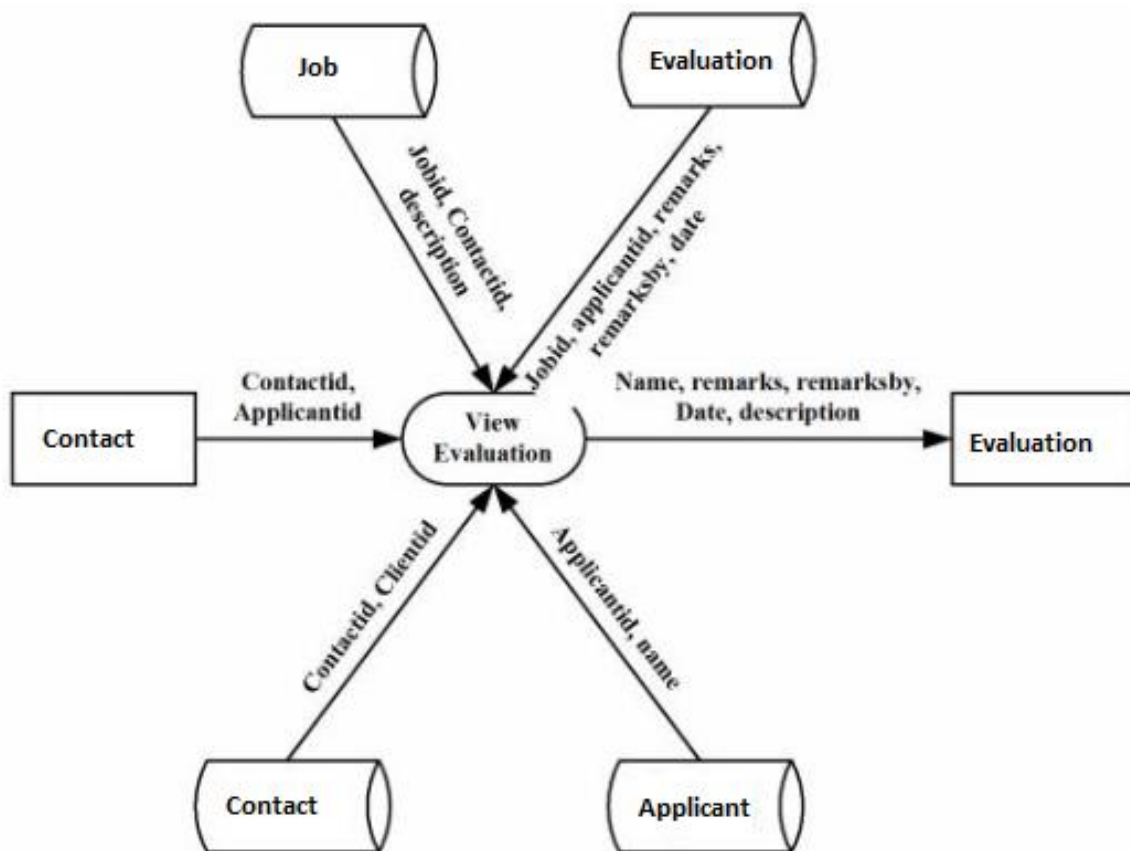 Job
Evaluation
Jobid, Contactid,
description
Jobid, applicantid, remarks,
remarksby, date
Contactid,
Applicantid
Name, remarks, remarksby,
Date, description
Contact
View
Evaluation
Evaluation
Contactid, Clientid
Applicantid, name
Contact
Applicant